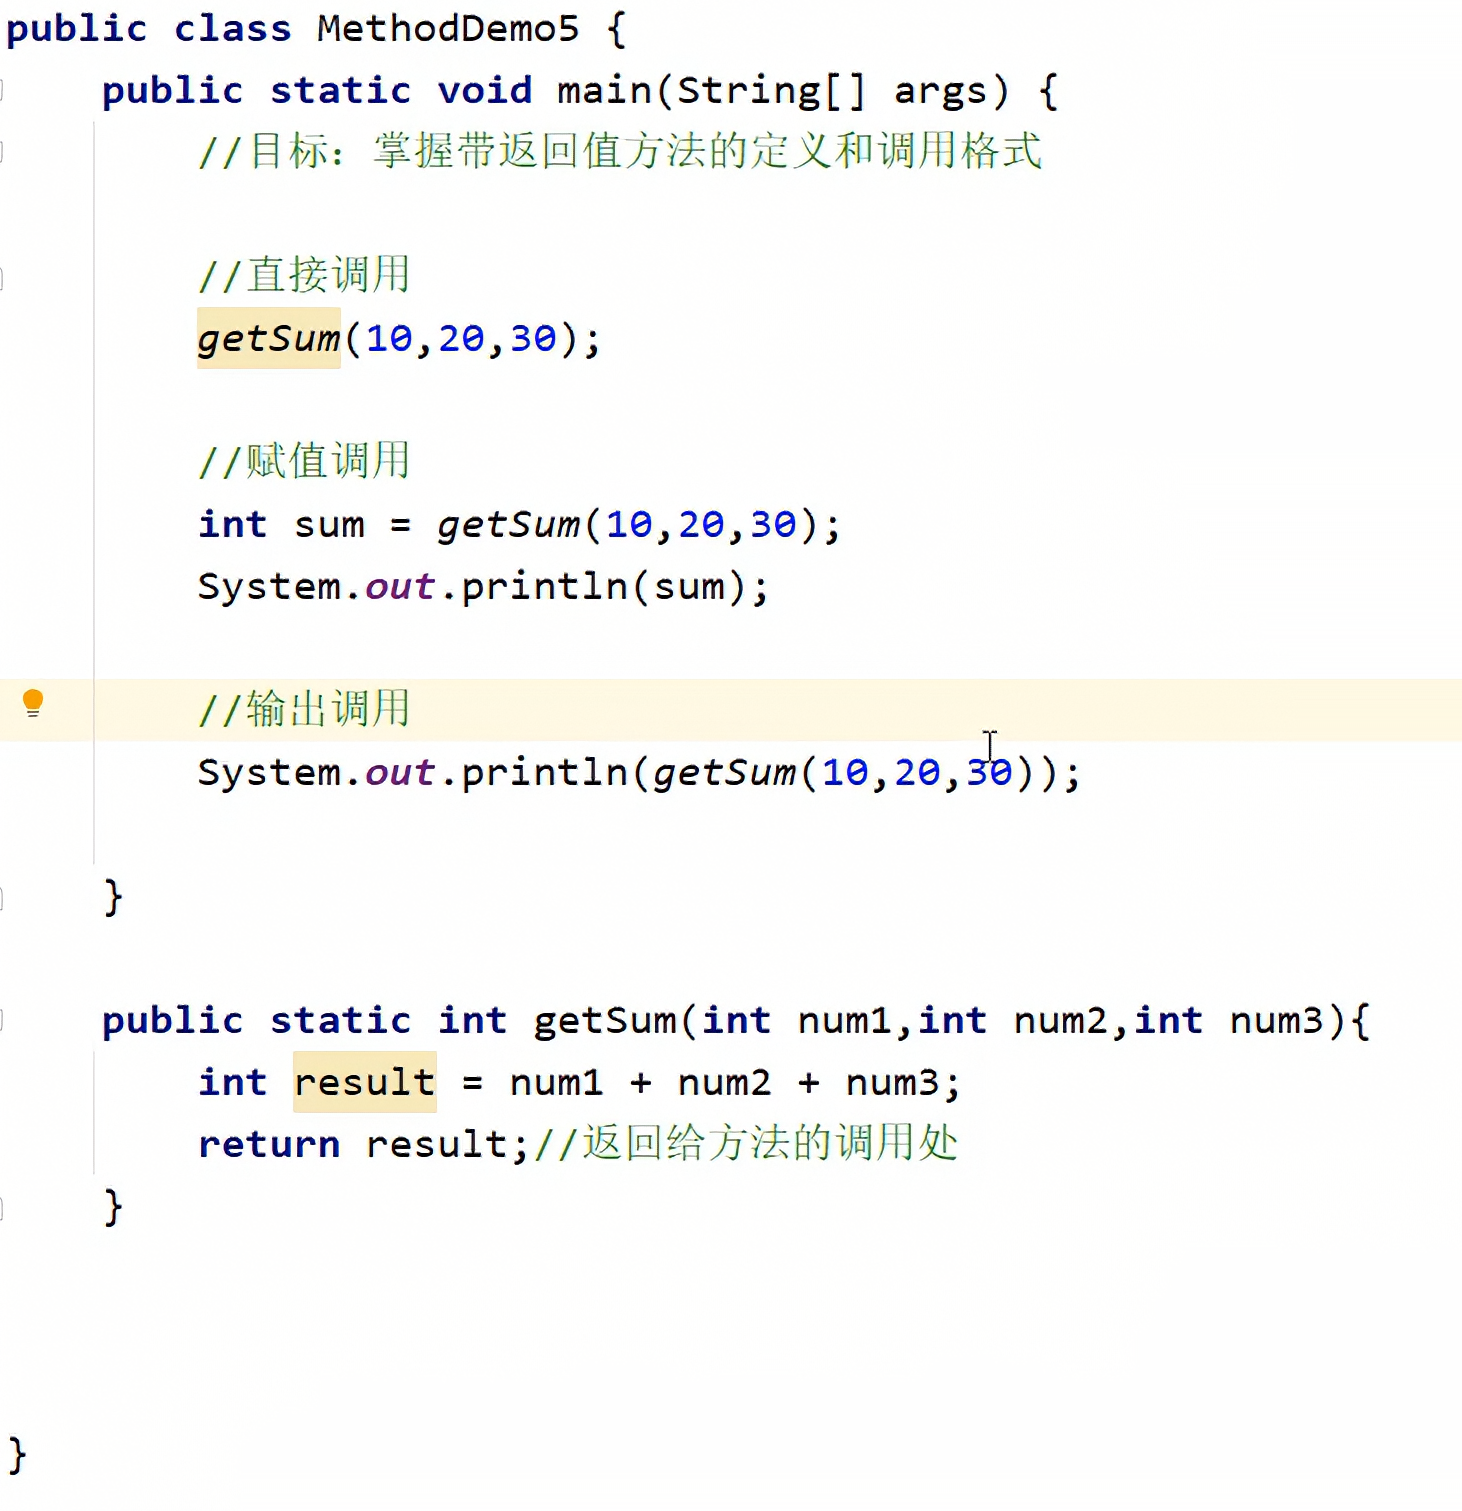 public class MethodDemo5 {
public static void main(String[] args) {
//目标：掌握带返回值方法的定义和调用格式
//直接调用
getSum(10,20,30);
//赋值调用
int sum = getSum(10,20,30);
System.out.println(sum);
//输出调用
System.out.println(getSum(10,20,30));
}
public static int getSum(int num1,int num2,int num3){
int result = num1 + num2 + num3;
return result;//返回给方法的调用处
}
}